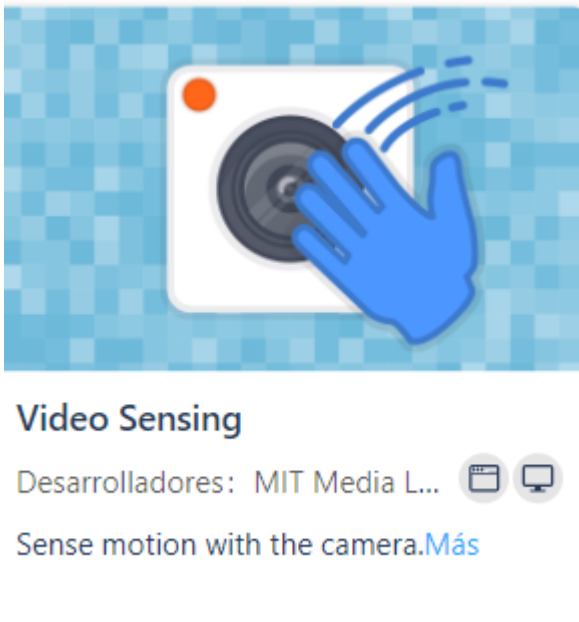 Video Sensing
Desarrolladores: MIT Media L...
Sense motion with the camera.Más